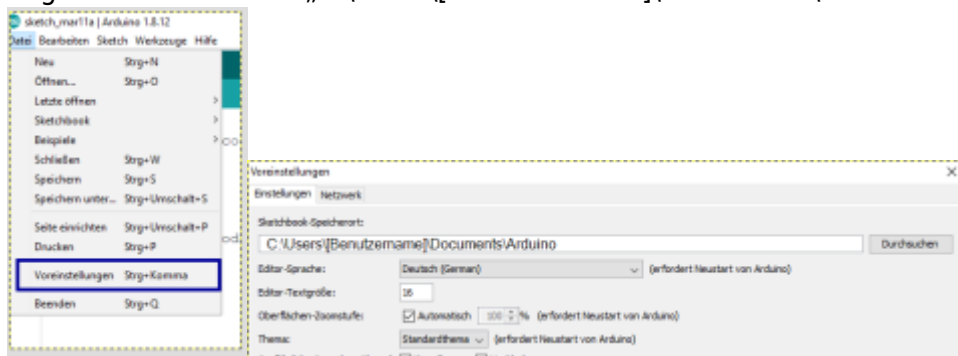 sketch_mar11a | Arduino 1.8.12
Datei Bearbeiten Sketch Werkzeuge Hilfe
Neu Strg+N
Öffnen... Strg+O
Letzte öffnen >
Sketchbook >
Beispiele >
Schließen Strg+W
Speichern Strg+S
Speichern unter... Strg+Umschalt+S
Seite einrichten Strg+Umschalt+P
Drucken Strg+P
Voreinstellungen Strg+Komma
Beenden Strg+Q
co
od
Voreinstellungen X
Einstellungen Netzwerk
Sketchbook-Speicherort:
C:\Users\[Benutzername]\Documents\Arduino Durchsuchen
Editor-Sprache: Deutsch (German) (erfordert Neustart von Arduino)
Editor-Textgröße: 16
Oberflächen-Zoomstufe: Automatisch 100 % (erfordert Neustart von Arduino)
Thema: Standardthema (erfordert Neustart von Arduino)